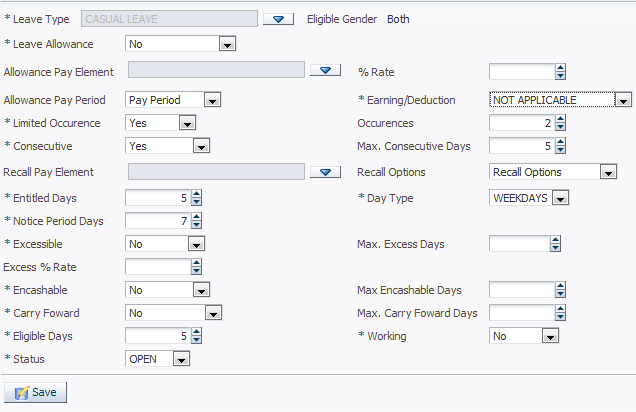 * Leave Type CASUAL LEAVE Eligible Gender Both
* Leave Allowance No
Allowance Pay Element % Rate
Allowance Pay Period Pay Period * Earning/Deduction NOT APPLICABLE
* Limited Occurence Yes Occurences 2
* Consecutive Yes Max. Consecutive Days 5
Recall Pay Element Recall Options Recall Options
* Entitled Days 5 * Day Type WEEKDAYS
* Notice Period Days 7
* Excessible No Max. Excess Days
Excess % Rate
* Encashable No Max Encashable Days
* Carry Foward No Max. Carry Foward Days
* Eligible Days 5 * Working No
* Status OPEN
Save